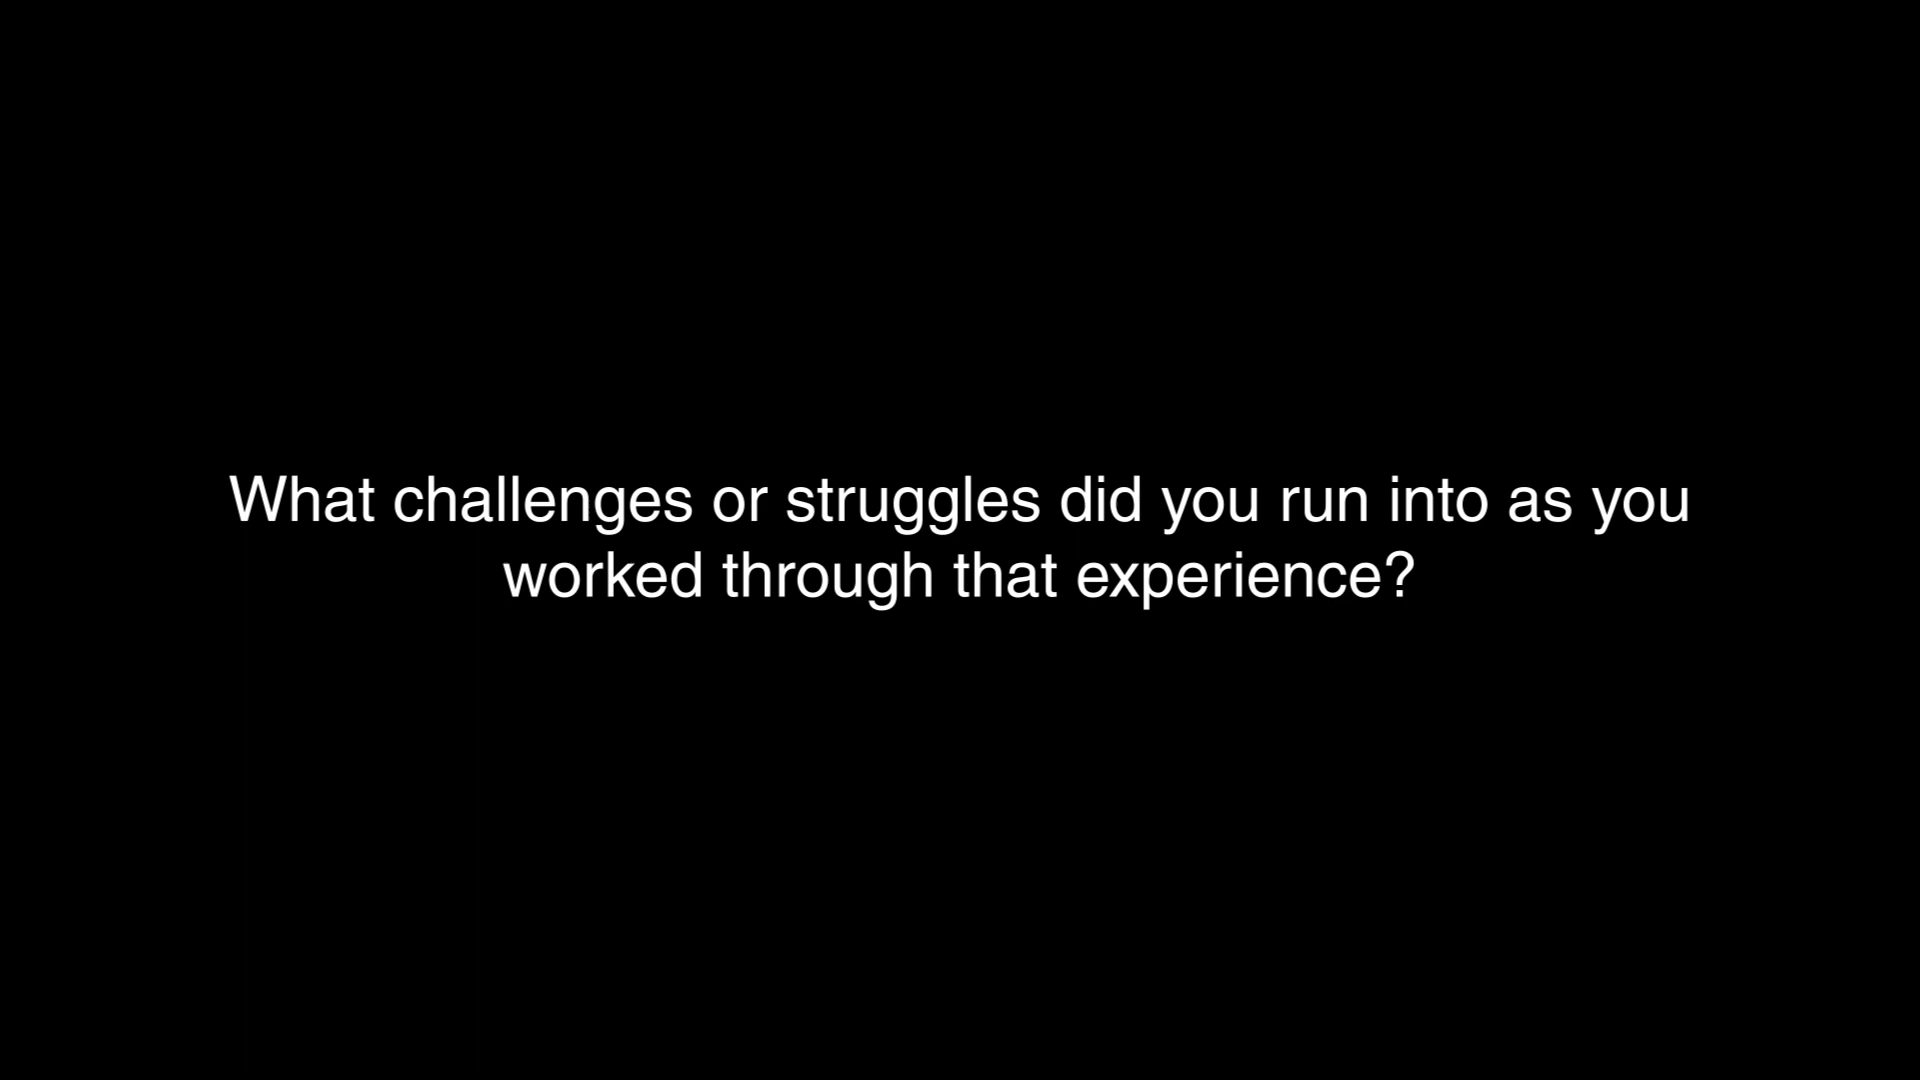 What challenges or struggles did you run into as you
worked through that experience?